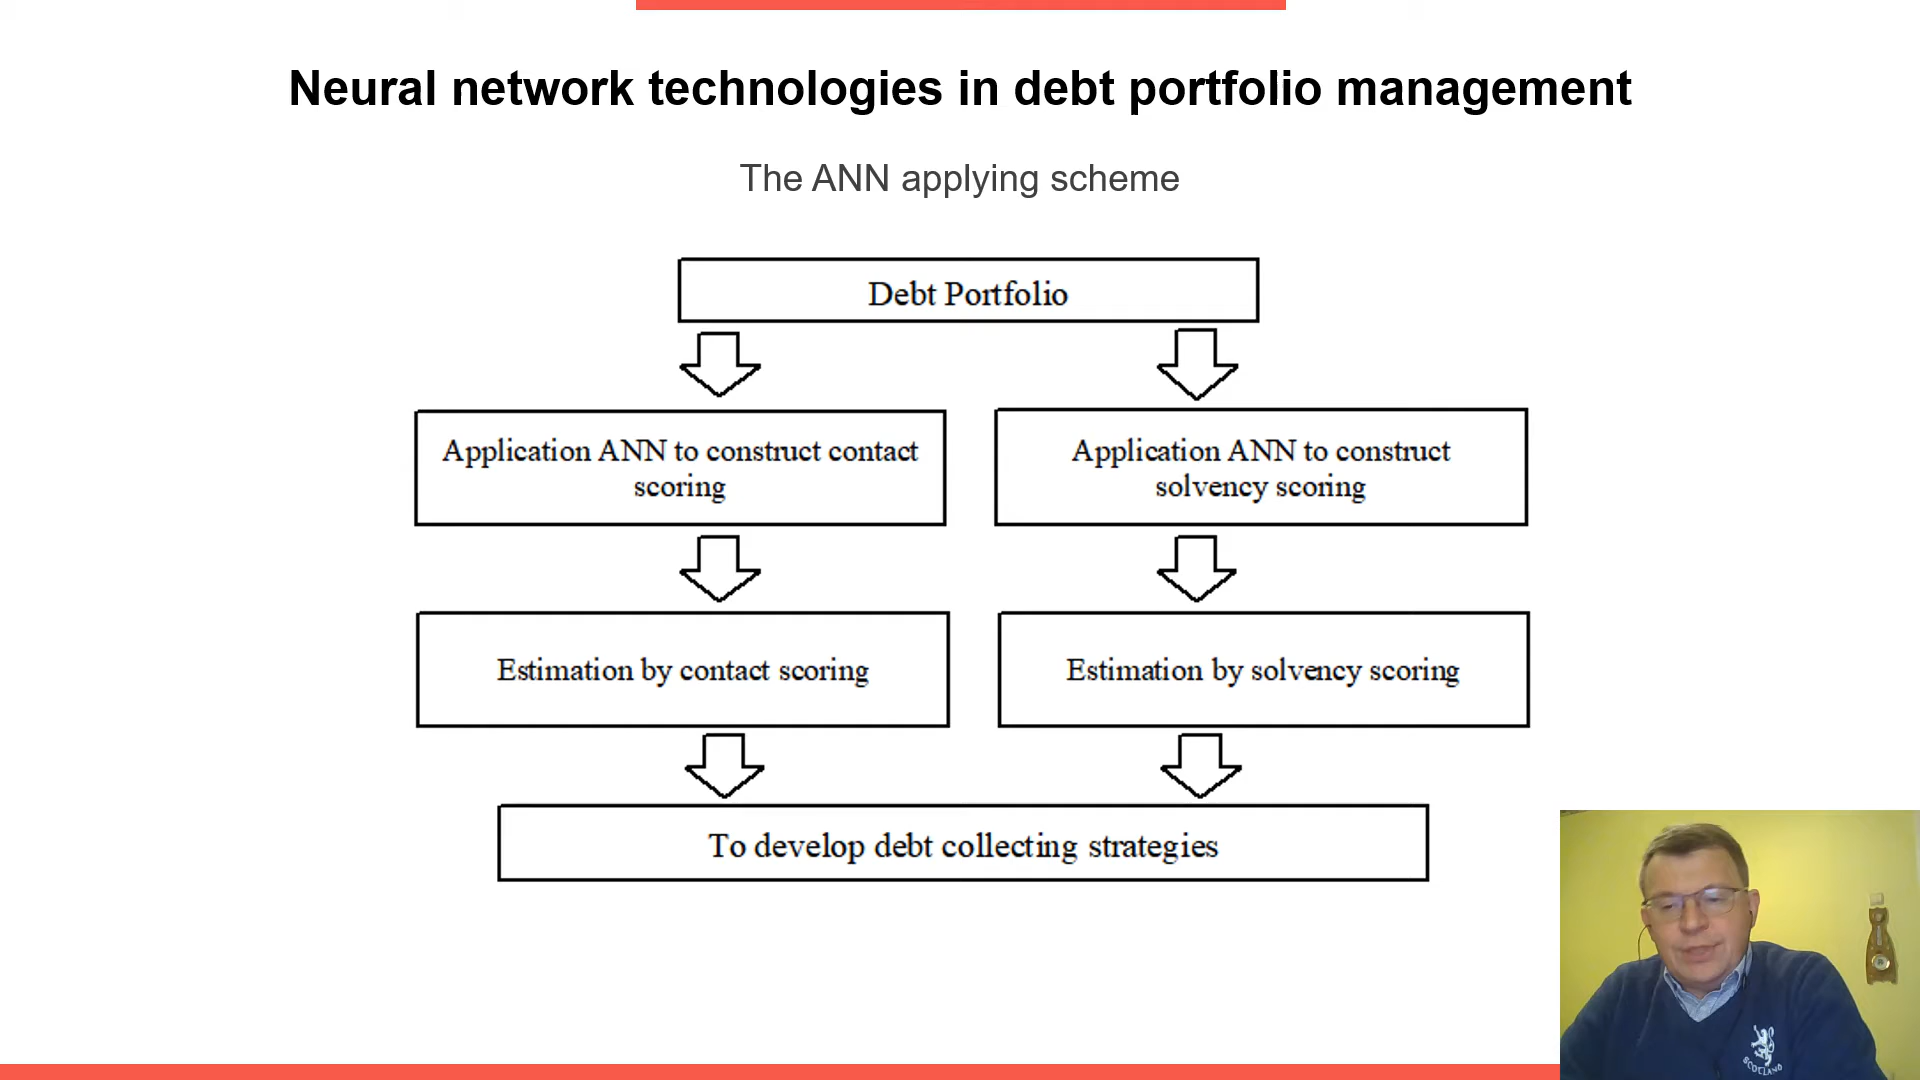 Neural network technologies in debt portfolio management
The ANN applying scheme
Debt Portfolio
Application ANN to construct contact
scoring
Application ANN to construct
solvency scoring
Estimation by contact scoring
Estimation by solvency scoring
To develop debt collecting strategies
SCOTLAND